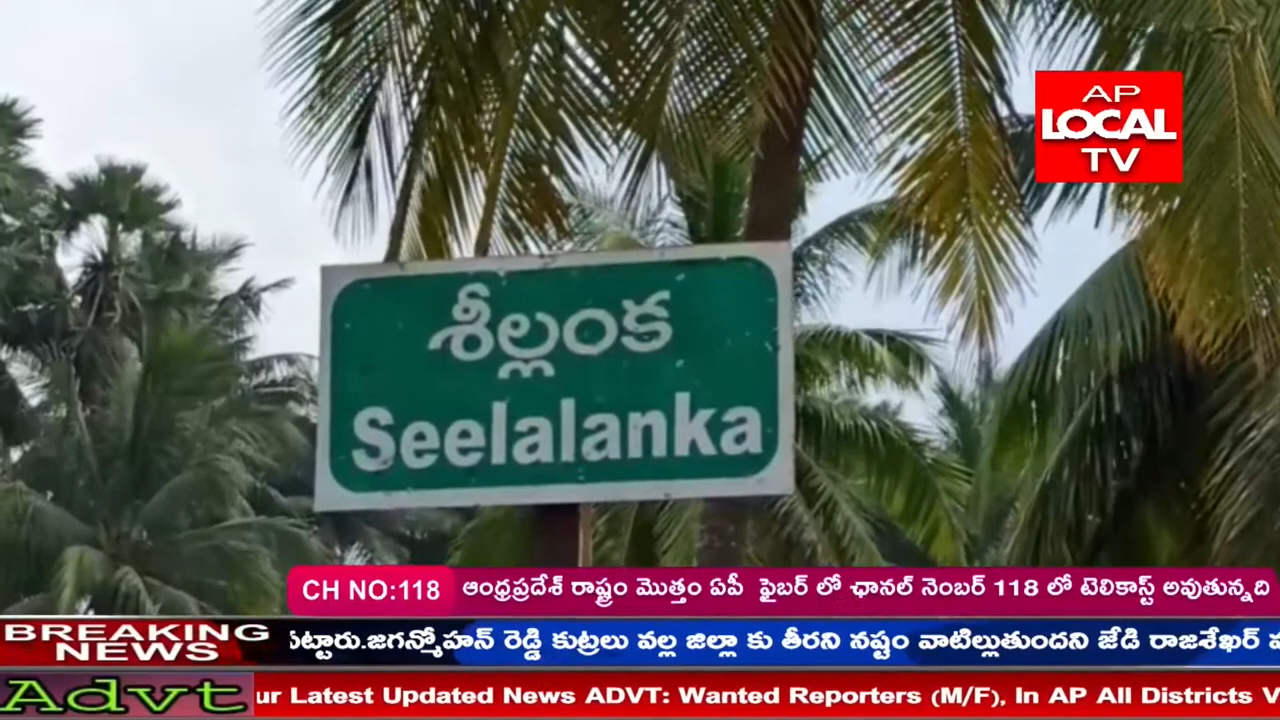 AP
LOCAL
TV
శీల్లంక
Seelalanka
CH NO:118 ఆంధ్రప్రదేశ్ రాష్ట్రం మొత్తం ఏపీ ఫైబర్ లో ఛానల్ నెంబర్ 118 లో టెలికాస్ట్ అవుతున్నది
BREAKING
NEWS
పెట్టారు.జగన్మోహన్ రెడ్డి కుట్రలు వల్ల జిల్లా కు తీరని నష్టం వాటిల్లుతుందని జేడి రాజశేఖర్
Advt
ur Latest Updated News ADVT: Wanted Reporters (M/F), In AP All Districts V